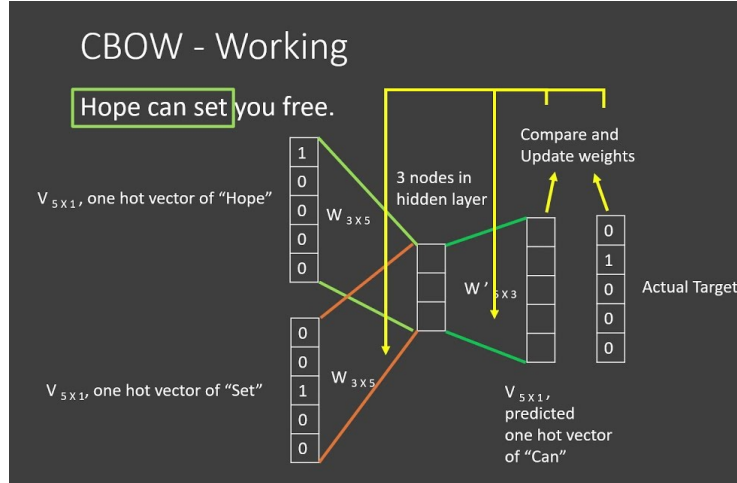 CBOW - Working
Hope can set you free.
Compare and
Update weights
1
0
0
0
0
V 5 X 1, one hot vector of “Hope”
W 3 X 5
3 nodes in
hidden layer
W ’ 5 X 3
0
1
0
0
0
Actual Target
0
0
1
0
0
V 5 X 1, one hot vector of “Set”
W 3 X 5
V 5 X 1,
predicted
one hot vector
of “Can”